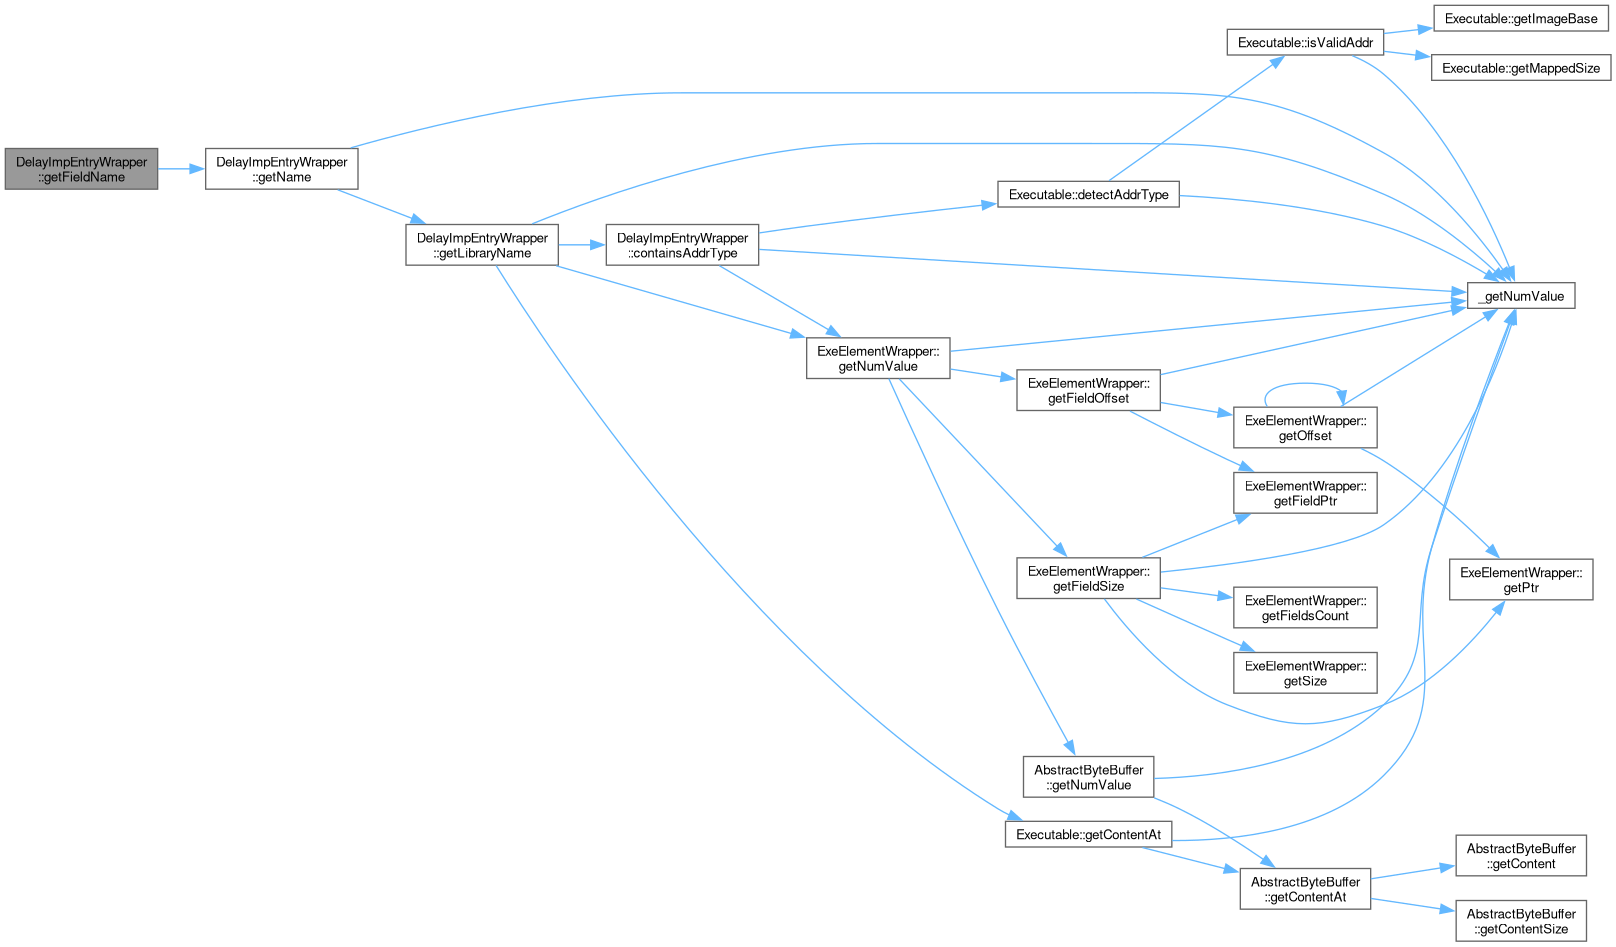 DelayImpEntryWrapper
::getFieldName
DelayImpEntryWrapper
::getName
DelayImpEntryWrapper
::getLibraryName
DelayImpEntryWrapper
::containsAddrType
ExeElementWrapper::
getNumValue
Executable::detectAddrType
Executable::isValidAddr
Executable::getImageBase
Executable::getMappedSize
_getNumValue
ExeElementWrapper::
getFieldOffset
ExeElementWrapper::
getOffset
ExeElementWrapper::
getFieldPtr
ExeElementWrapper::
getFieldSize
ExeElementWrapper::
getFieldsCount
ExeElementWrapper::
getSize
ExeElementWrapper::
getPtr
AbstractByteBuffer
::getNumValue
Executable::getContentAt
AbstractByteBuffer
::getContentAt
AbstractByteBuffer
::getContent
AbstractByteBuffer
::getContentSize